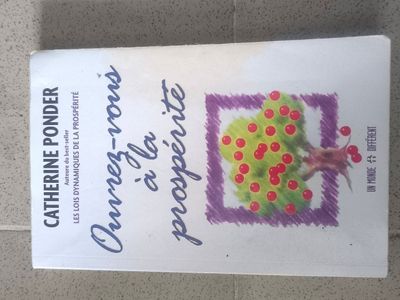 CATHERINE PONDER
Auteure du best-seller
LES LOIS DYNAMIQUES DE LA PROSPÉRITÉ
Ouvrez-vous
à la
prospérité
UN MONDE DIFFÉRENT